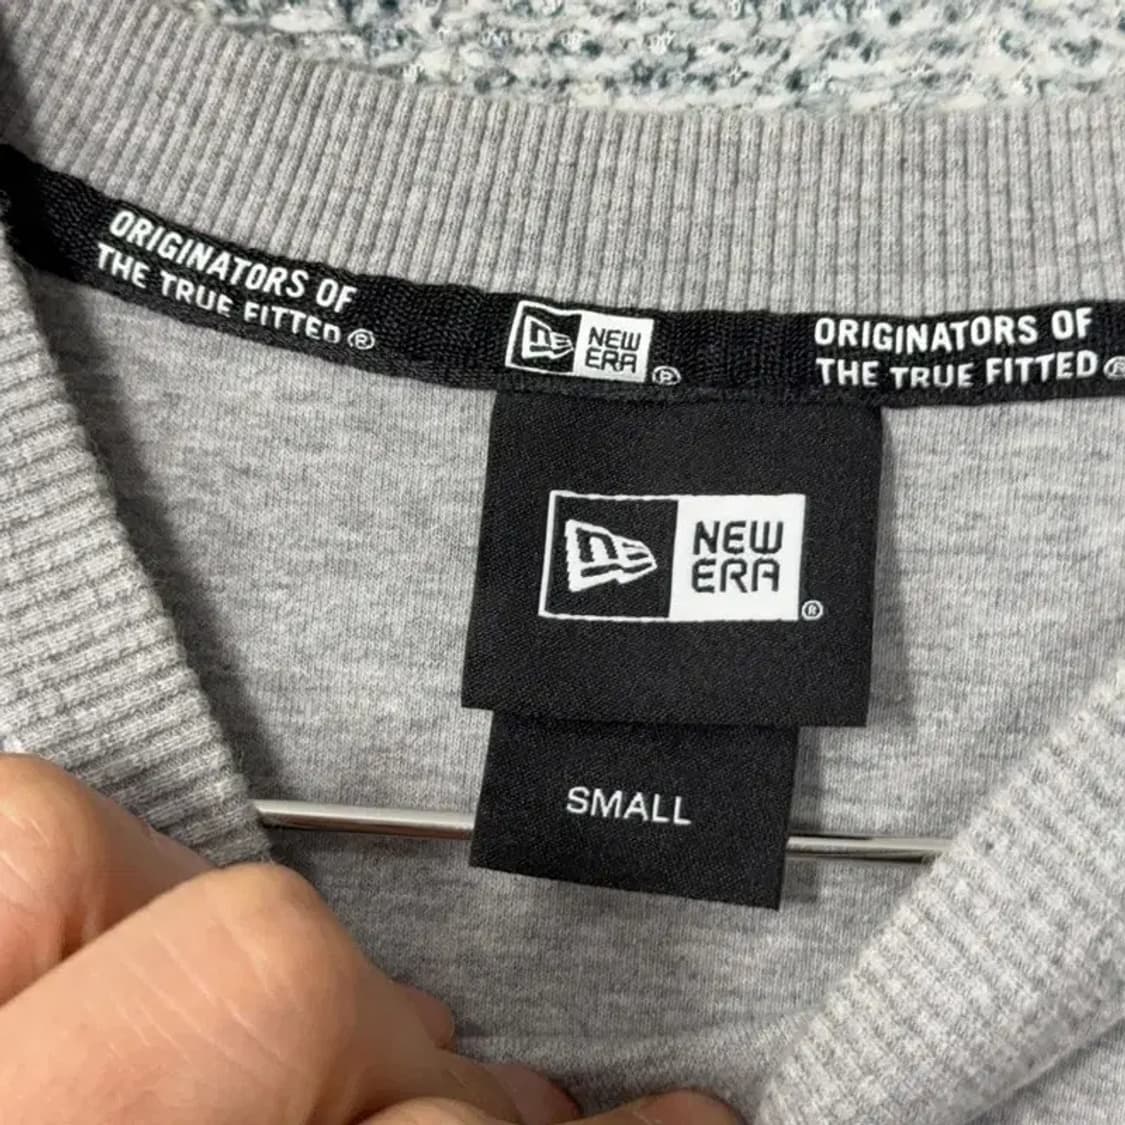 ORIGINATORS OF
THE TRUE FITTED ®
NEW
ERA ®
ORIGINATORS OF
THE TRUE FITTED ®
NEW
ERA ®
SMALL